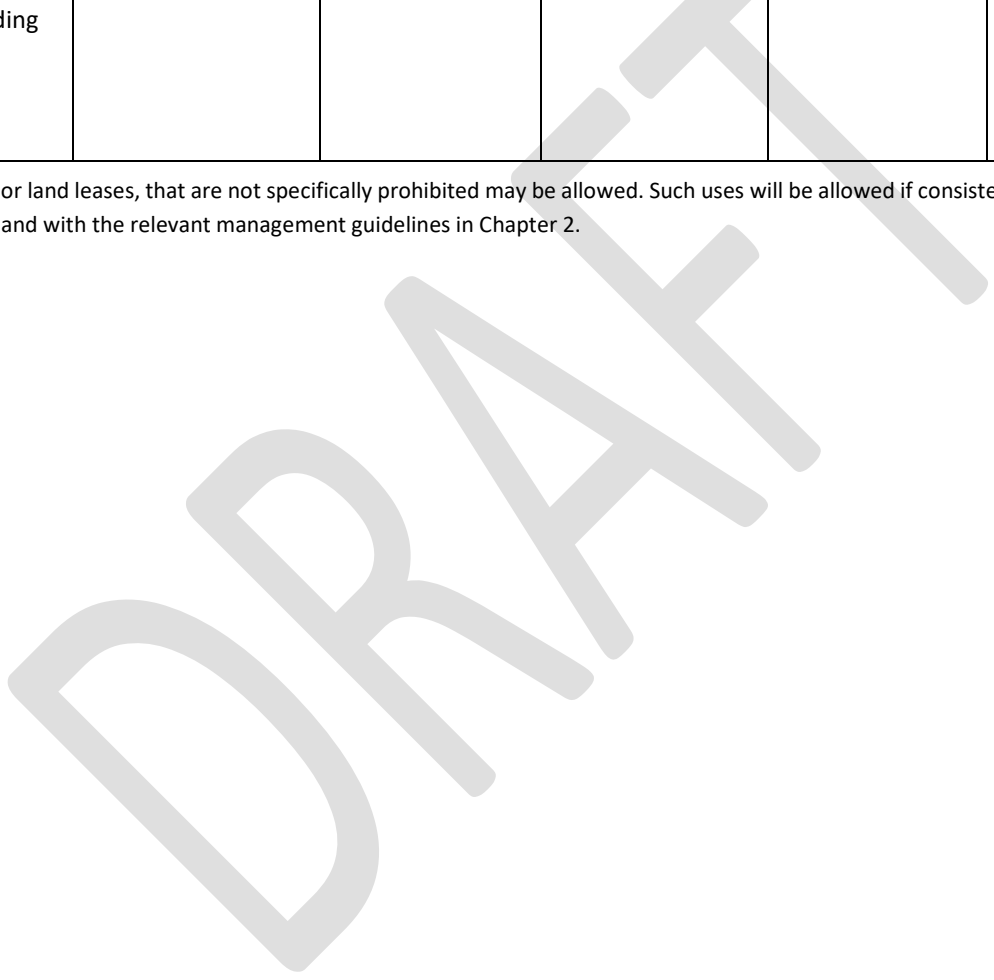 ding
or land leases, that are not specifically prohibited may be allowed. Such uses will be allowed if consiste
and with the relevant management guidelines in Chapter 2.
DRAFT